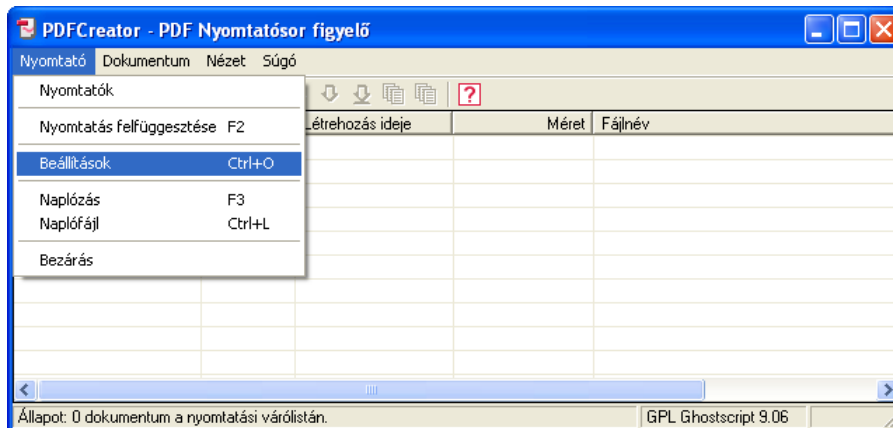 PDFCreator - PDF Nyomtatósor figyelő
Nyomtató Dokumentum Nézet Súgó
Nyomtatók
Nyomtatás felfüggesztése F2
Beállítások Ctrl+O
Naplózás F3
Naplófájl Ctrl+L
Bezárás
Létrehozás ideje Méret Fájlnév
Állapot: 0 dokumentum a nyomtatási várólistán. GPL Ghostscript 9.06